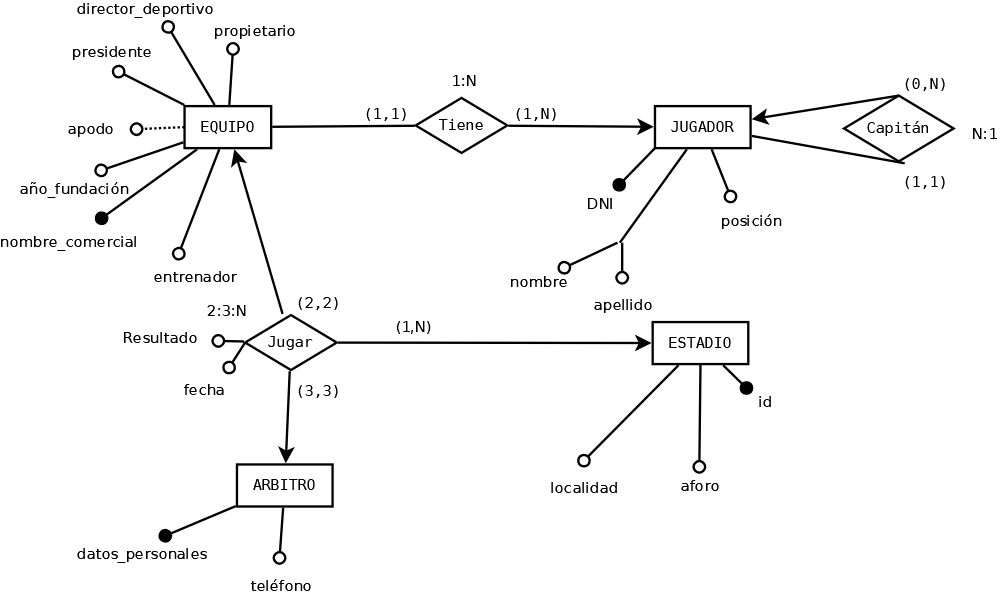 director_deportivo
propietario
presidente
1:N
(0,N)
(1,1)
(1,N)
apodo
EQUIPO
Tiene
JUGADOR
Capitán
N:1
año_fundación
(1,1)
DNI
posición
nombre_comercial
entrenador
nombre
apellido
2:3:N
(2,2)
(1,N)
Resultado
Jugar
ESTADIO
fecha
(3,3)
id
ARBITRO
localidad
aforo
datos_personales
teléfono